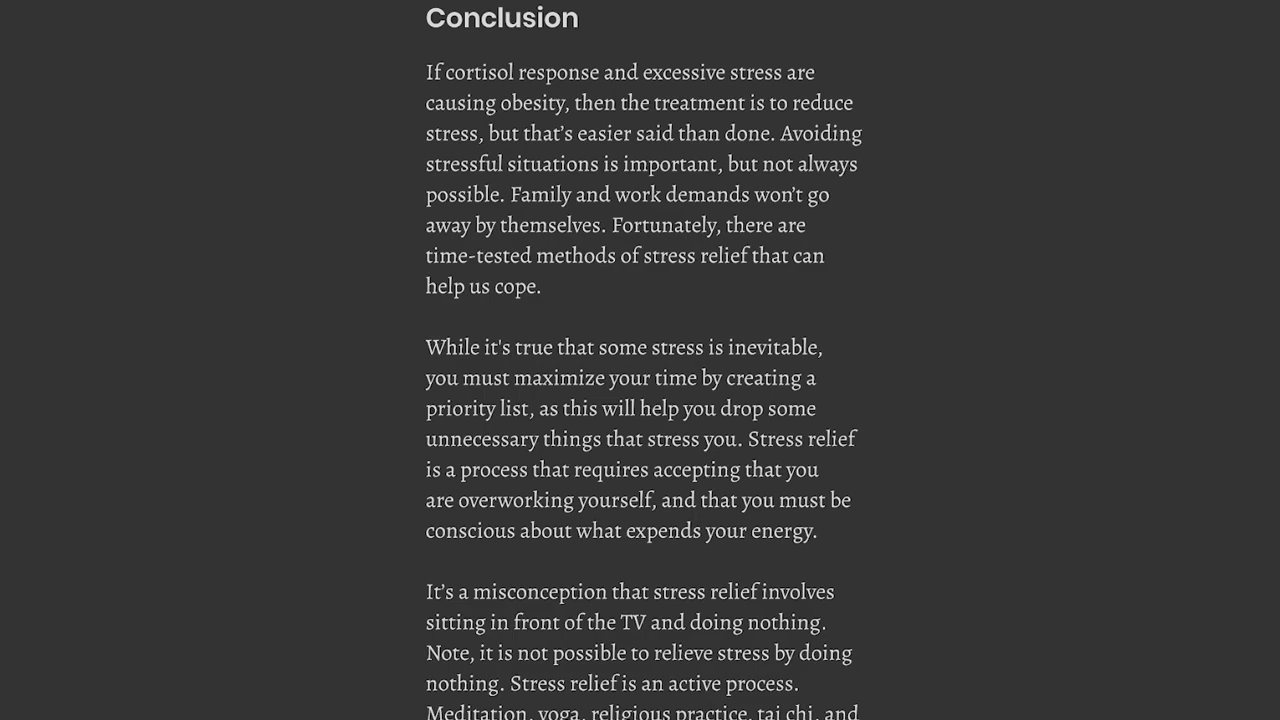 Conclusion
If cortisol response and excessive stress are
causing obesity, then the treatment is to reduce
stress, but that’s easier said than done. Avoiding
stressful situations is important, but not always
possible. Family and work demands won’t go
away by themselves. Fortunately, there are
time-tested methods of stress relief that can
help us cope.
While it's true that some stress is inevitable,
you must maximize your time by creating a
priority list, as this will help you drop some
unnecessary things that stress you. Stress relief
is a process that requires accepting that you
are overworking yourself, and that you must be
conscious about what expends your energy.
It’s a misconception that stress relief involves
sitting in front of the TV and doing nothing.
Note, it is not possible to relieve stress by doing
nothing. Stress relief is an active process.
Meditation, yoga, religious practice, tai chi, and